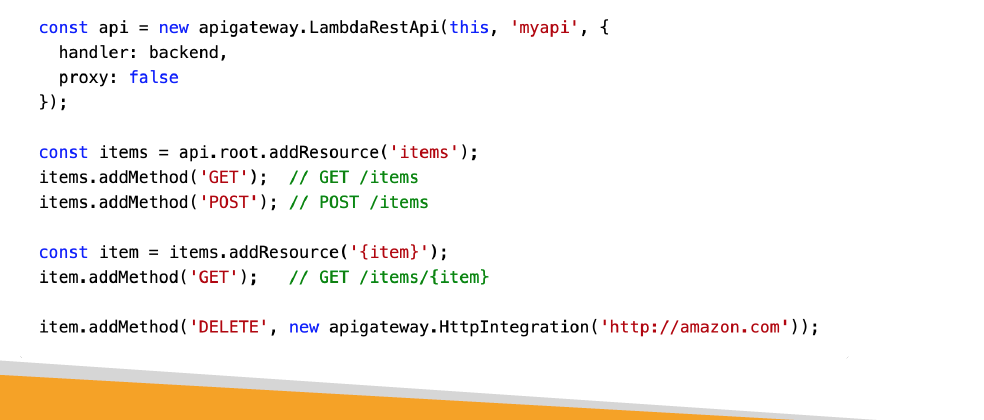 const api = new apigateway.LambdaRestApi(this, 'myapi', {
  handler: backend,
  proxy: false
});

const items = api.root.addResource('items');
items.addMethod('GET');  // GET /items
items.addMethod('POST'); // POST /items

const item = items.addResource('{item}');
item.addMethod('GET');   // GET /items/{item}

item.addMethod('DELETE', new apigateway.HttpIntegration('http://amazon.com'));